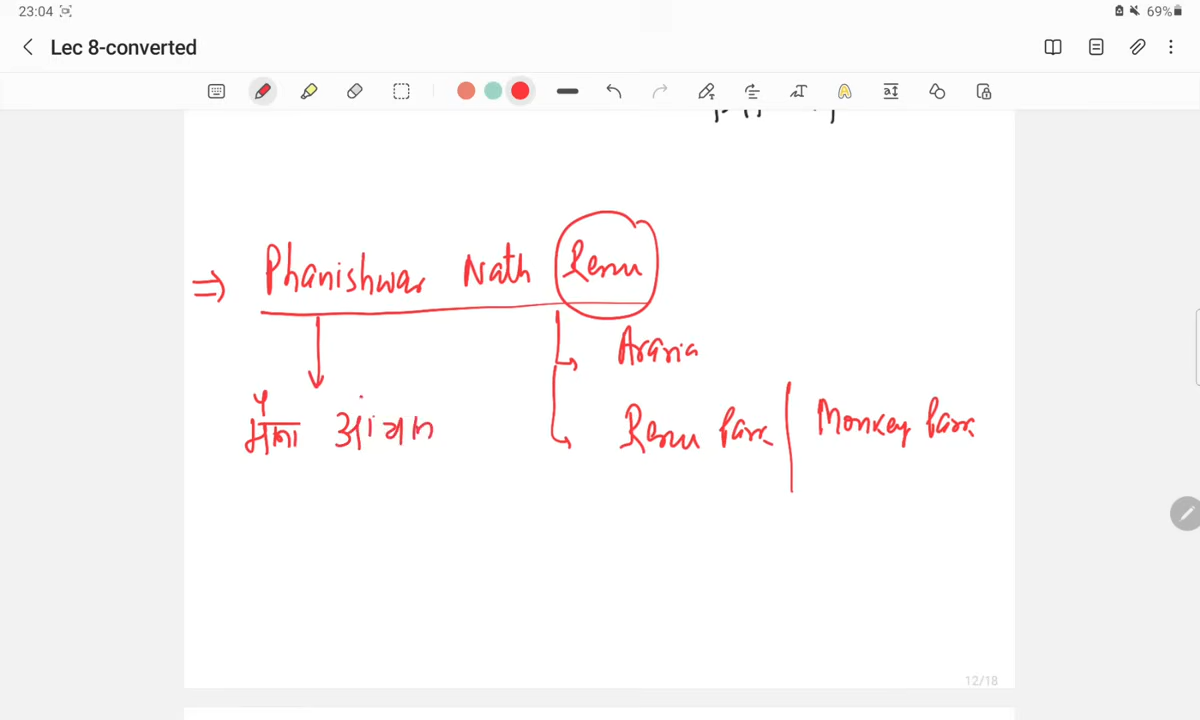 23:04 69%
Lec 8-converted
⇒ Phanishwar Nath Renu
Araria
मैला आंचल
Renu Park | Monkey Park
12/18